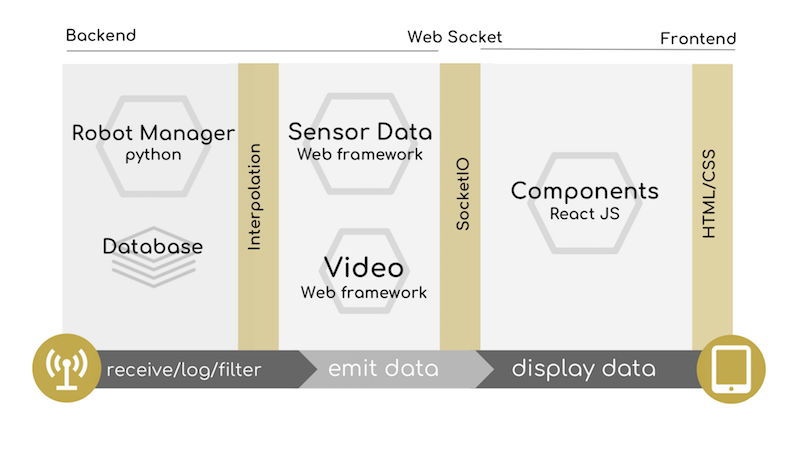 Backend
Web Socket
Frontend
Robot Manager
python
Database
Interpolation
Sensor Data
Web framework
Video
Web framework
SocketIO
Components
React JS
HTML/CSS
receive/log/filter
emit data
display data